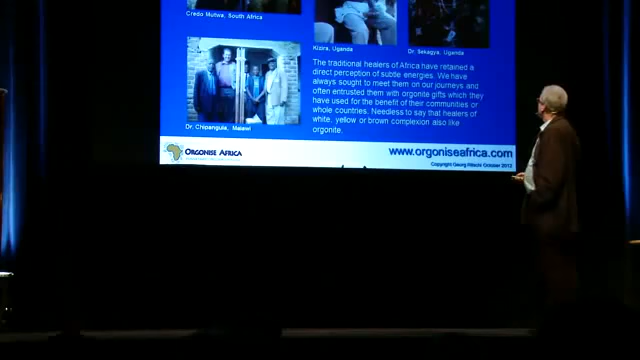 Credo Mutwa, South Africa
Kizira, Uganda
Dr. Sekagya, Uganda
The traditional healers of Africa have retained a
direct perception of subtle energies. We have
always sought to meet them on our journeys and
often entrusted them with orgonite gifts which they
have used for the benefit of their communities or
whole countries. Needless to say that healers of
white, yellow or brown complexion also like
orgonite.
Dr. Chipangula, Malawi
ORGONISE AFRICA
www.orgoniseafrica.com
Copyright Georg Ritschl October 2012